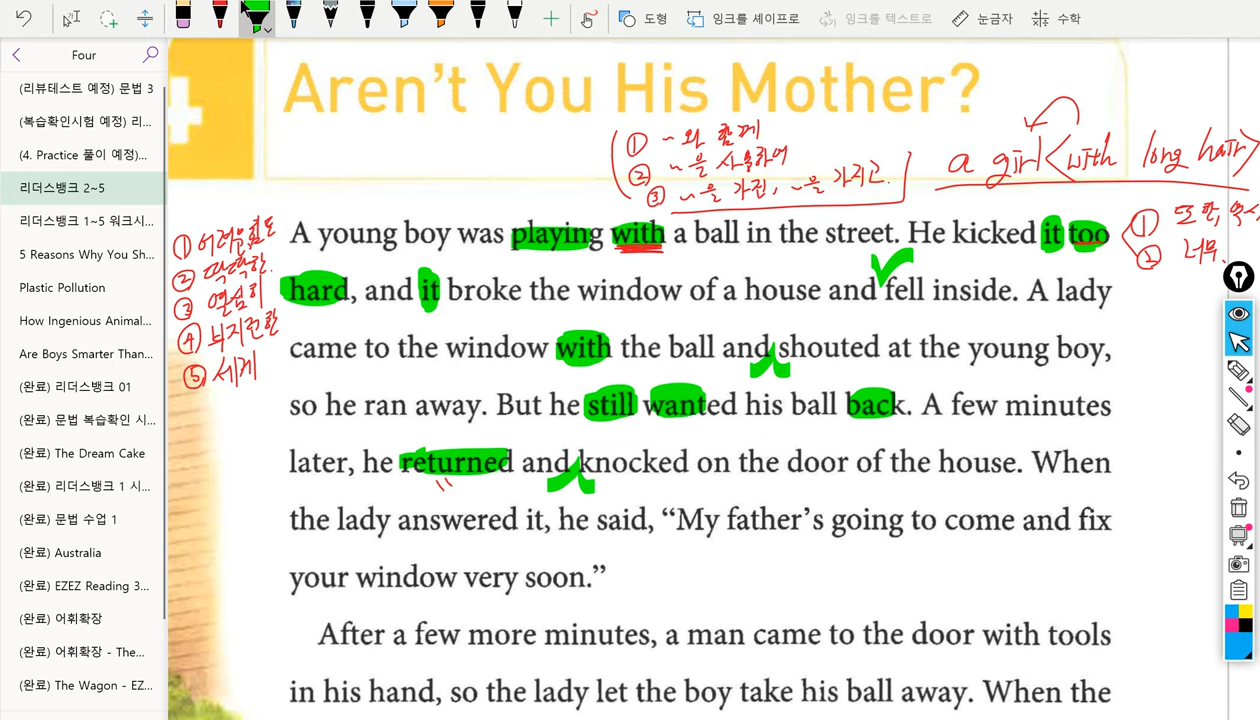 도형
잉크를 셰이프로
잉크를 텍스트로
눈금자
수학
Four
(리뷰테스트 예정) 문법 3
(복습확인시험 예정) 리...
(4. Practice 풀이 예정)...
리더스뱅크 2~5
리더스뱅크 1~5 워크시...
5 Reasons Why You Sh...
Plastic Pollution
How Ingenious Animal...
Are Boys Smarter Than...
(완료) 리더스뱅크 01
(완료) 문법 복습확인 시...
(완료) The Dream Cake
(완료) 리더스뱅크 1 시...
(완료) 문법 수업 1
(완료) Australia
(완료) EZEZ Reading 3...
(완료) 어휘확장
(완료) 어휘확장 - The...
(완료) The Wagon - EZ...
4
Aren't You His Mother?
① ~와 함께
② ~을 사용하여
③ ~을 가진, ~을 가지고
a girl <with long hair>
① 또한, 역시
② 너무
① 어려운, 힘든
② 딱딱한
③ 열심히
④ 부지런한
⑤ 세게
A young boy was playing with a ball in the street. He kicked it too
hard, and it broke the window of a house and fell inside. A lady
came to the window with the ball and shouted at the young boy,
so he ran away. But he still wanted his ball back. A few minutes
later, he returned and knocked on the door of the house. When
the lady answered it, he said, “My father's going to come and fix
your window very soon.”
After a few more minutes, a man came to the door with tools
in his hand, so the lady let the boy take his ball away. When the